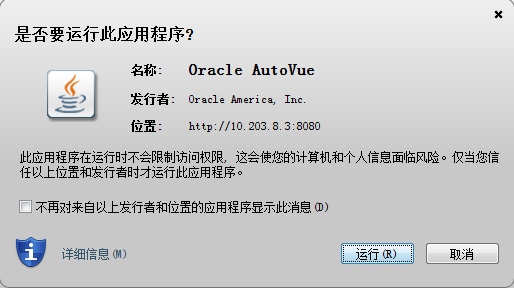 是否要运行此应用程序?
名称: Oracle AutoVue
发行者: Oracle America, Inc.
位置: http://10.203.8.3:8080
此应用程序在运行时不会限制访问权限, 这会使您的计算机和个人信息面临风险。仅当您信
任以上位置和发行者时才运行此应用程序。
不再对来自以上发行者和位置的应用程序显示此消息(D)
详细信息(M) 运行(R) 取消